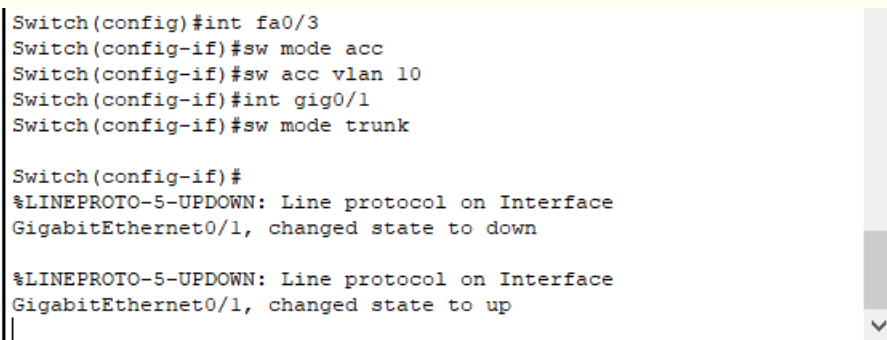 Switch(config)#int fa0/3
Switch(config-if)#sw mode acc
Switch(config-if)#sw acc vlan 10
Switch(config-if)#int gig0/1
Switch(config-if)#sw mode trunk
Switch(config-if)#
%LINEPROTO-5-UPDOWN: Line protocol on Interface
GigabitEthernet0/1, changed state to down
%LINEPROTO-5-UPDOWN: Line protocol on Interface
GigabitEthernet0/1, changed state to up